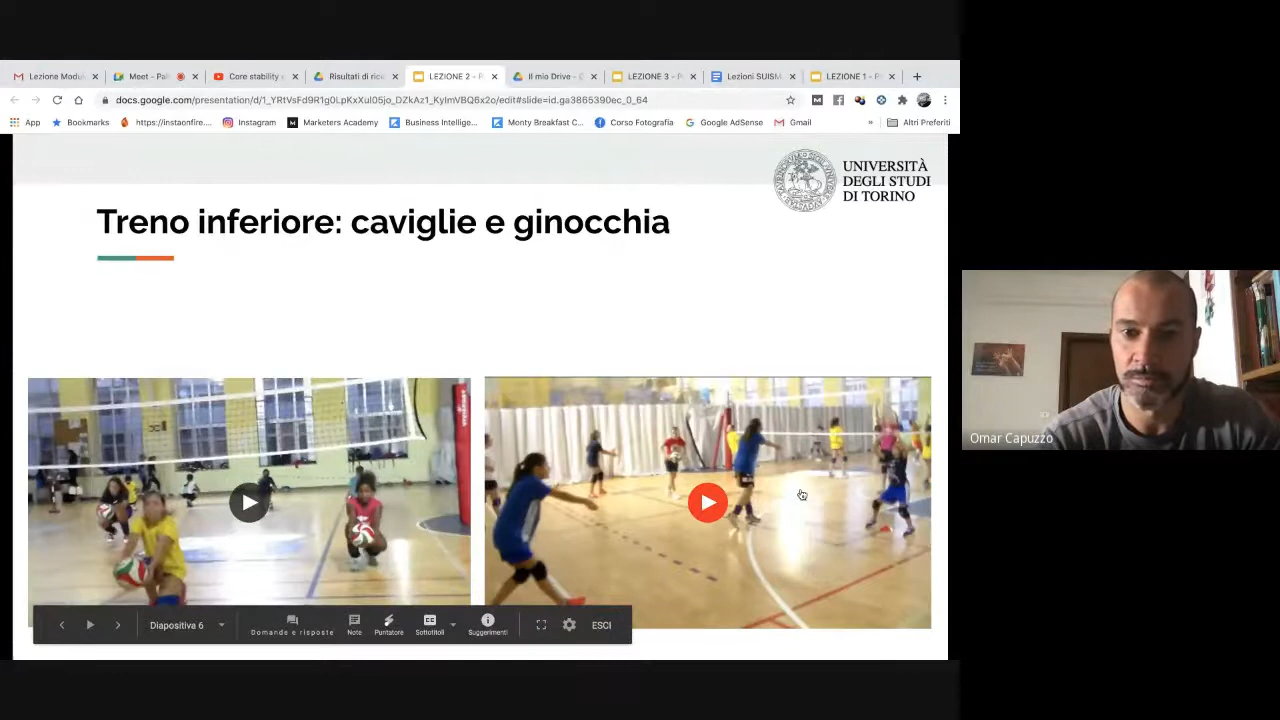 Lezione Modul
Meet - Pall
Core stability e
Risultati di rice
LEZIONE 2 - P
Il mio Drive - G
LEZIONE 3 - P
Lezioni SUISM
LEZIONE 1 - P
docs.google.com/presentation/d/1_YRtVsFd9R1g0LpKxXuI05jo_DZkAz1_KyImVBQ6x2o/edit#slide=id.ga3865390ec_0_64
App
Bookmarks
https://instaonfire....
Instagram
Marketers Academy
Business Intellige...
Monty Breakfast C...
Corso Fotografia
Google AdSense
Gmail
»
Altri Preferiti
UNIVERSITÀ
DEGLI STUDI
DI TORINO
Treno inferiore: caviglie e ginocchia
Omar Capuzzo
Diapositiva 6
Domande e risposte
Note
Puntatore
Sottotitoli
Suggerimenti
ESCI